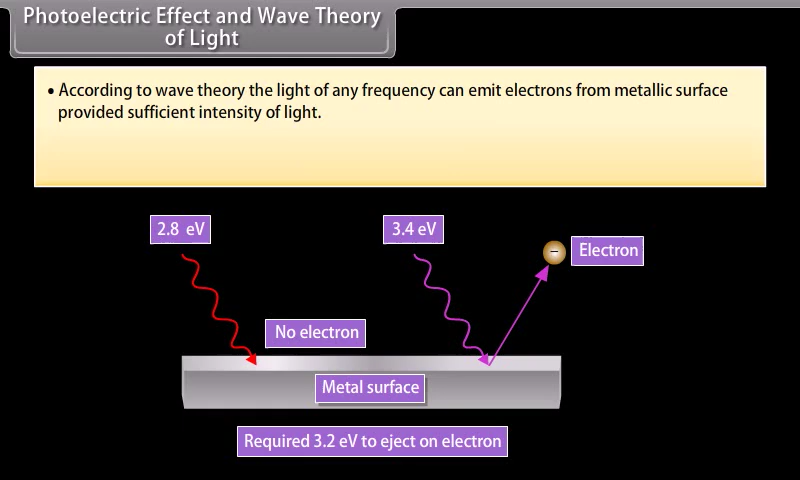 Photoelectric Effect and Wave Theory
of Light
• According to wave theory the light of any frequency can emit electrons from metallic surface
provided sufficient intensity of light.
2.8 eV
3.4 eV
−
Electron
No electron
Metal surface
Required 3.2 eV to eject on electron